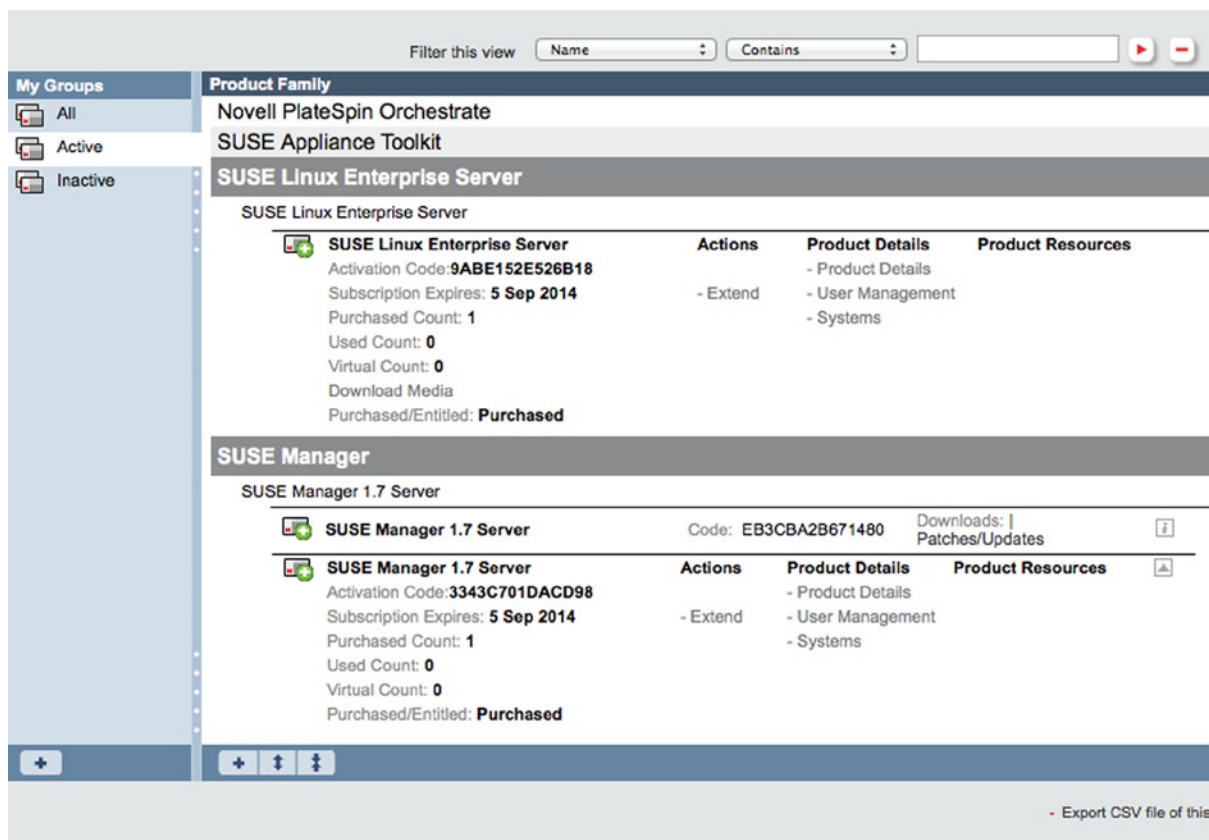 Filter this view Name Contains
My Groups
All
Active
Inactive
Product Family
Novell PlateSpin Orchestrate
SUSE Appliance Toolkit
SUSE Linux Enterprise Server
SUSE Linux Enterprise Server
SUSE Linux Enterprise Server Actions Product Details Product Resources
Activation Code:9ABE152E526B18 - Product Details
Subscription Expires: 5 Sep 2014 - Extend - User Management
Purchased Count: 1 - Systems
Used Count: 0
Virtual Count: 0
Download Media
Purchased/Entitled: Purchased
SUSE Manager
SUSE Manager 1.7 Server
SUSE Manager 1.7 Server Code: EB3CBA2B671480 Downloads: |
Patches/Updates i
SUSE Manager 1.7 Server Actions Product Details Product Resources
Activation Code:3343C701DACD98 - Product Details
Subscription Expires: 5 Sep 2014 - Extend - User Management
Purchased Count: 1 - Systems
Used Count: 0
Virtual Count: 0
Purchased/Entitled: Purchased
- Export CSV file of this